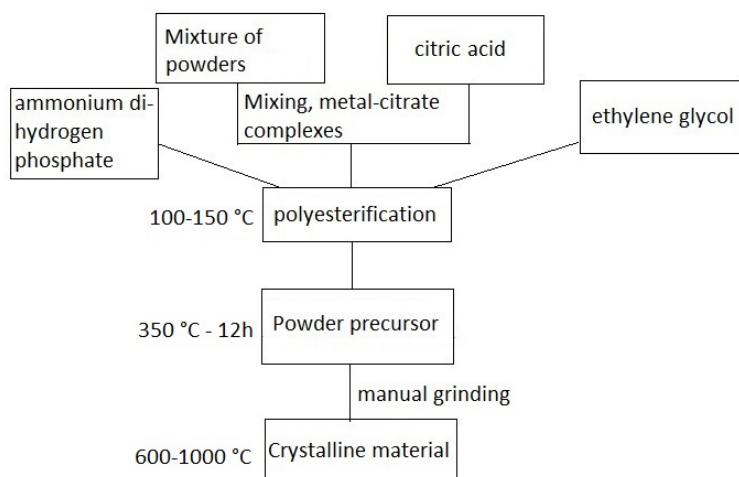 Mixture of
powders
citric acid
ammonium di-
hydrogen
phosphate
Mixing, metal-citrate
complexes
ethylene glycol
100-150 °C
polyesterification
350 °C - 12h
Powder precursor
manual grinding
600-1000 °C
Crystalline material